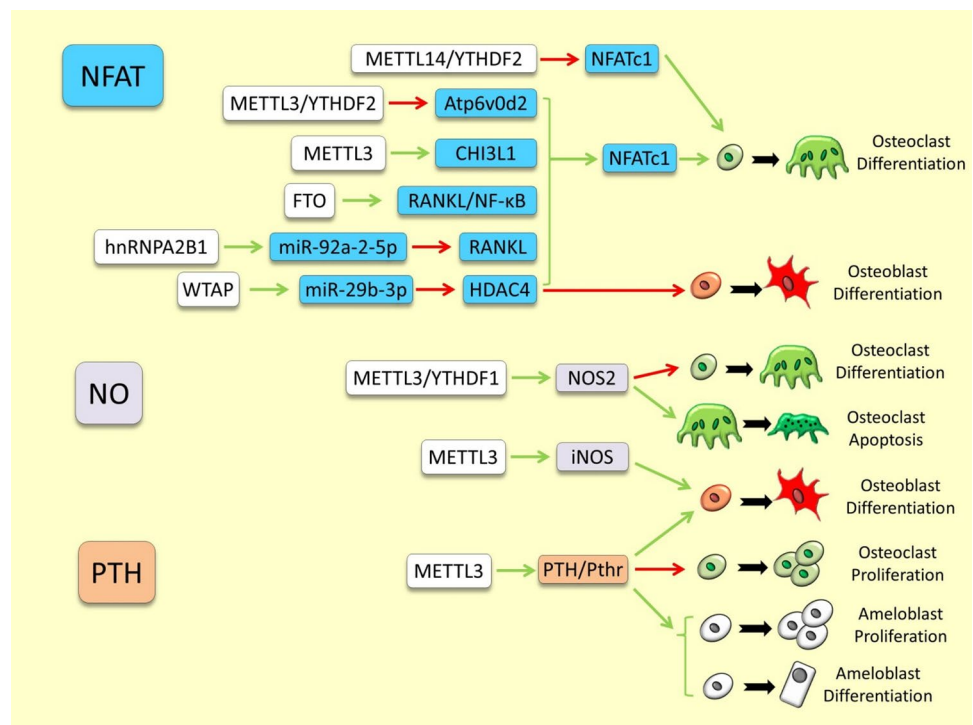 NFAT
METTL14/YTHDF2
NFATc1
METTL3/YTHDF2
Atp6v0d2
METTL3
CHI3L1
NFATc1
Osteoclast
Differentiation
FTO
RANKL/NF-κB
hnRNPA2B1
miR-92a-2-5p
RANKL
WTAP
miR-29b-3p
HDAC4
Osteoblast
Differentiation
NO
METTL3/YTHDF1
NOS2
Osteoclast
Differentiation
Osteoclast
Apoptosis
METTL3
iNOS
Osteoblast
Differentiation
PTH
METTL3
PTH/Pthr
Osteoclast
Proliferation
Ameloblast
Proliferation
Ameloblast
Differentiation